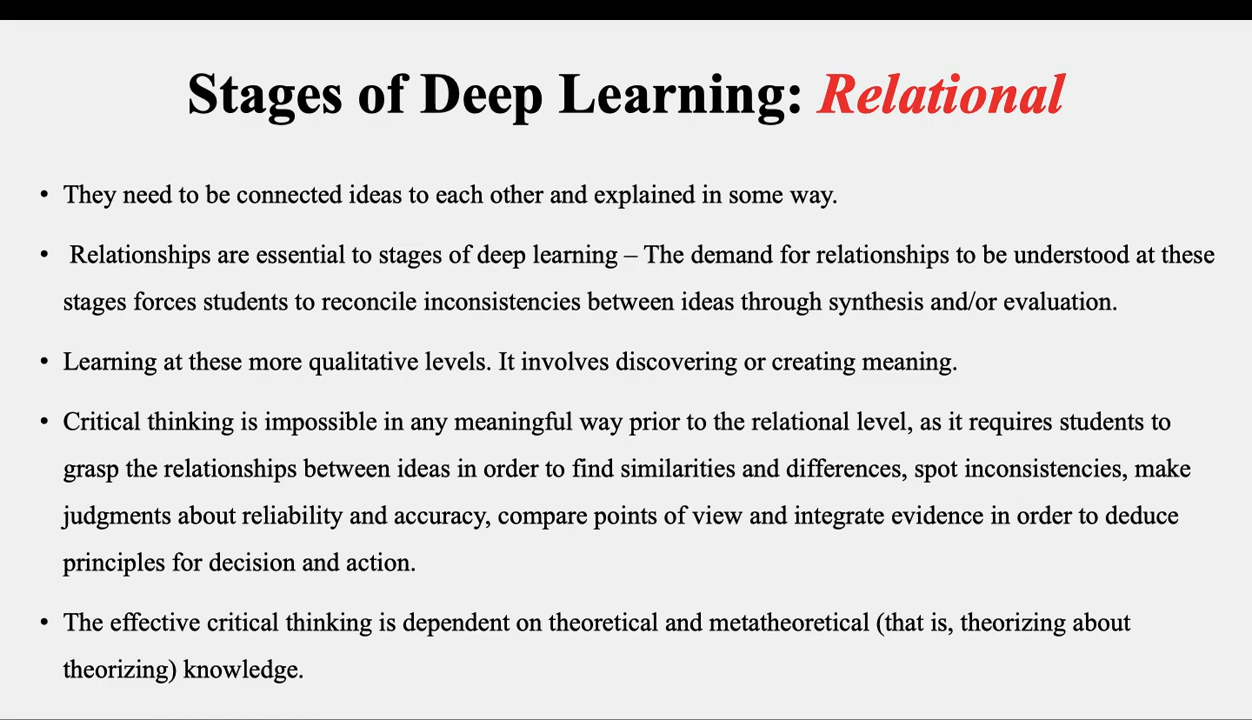 Stages of Deep Learning: Relational
• They need to be connected ideas to each other and explained in some way.
• Relationships are essential to stages of deep learning – The demand for relationships to be understood at these
stages forces students to reconcile inconsistencies between ideas through synthesis and/or evaluation.
• Learning at these more qualitative levels. It involves discovering or creating meaning.
• Critical thinking is impossible in any meaningful way prior to the relational level, as it requires students to
grasp the relationships between ideas in order to find similarities and differences, spot inconsistencies, make
judgments about reliability and accuracy, compare points of view and integrate evidence in order to deduce
principles for decision and action.
• The effective critical thinking is dependent on theoretical and metatheoretical (that is, theorizing about
theorizing) knowledge.